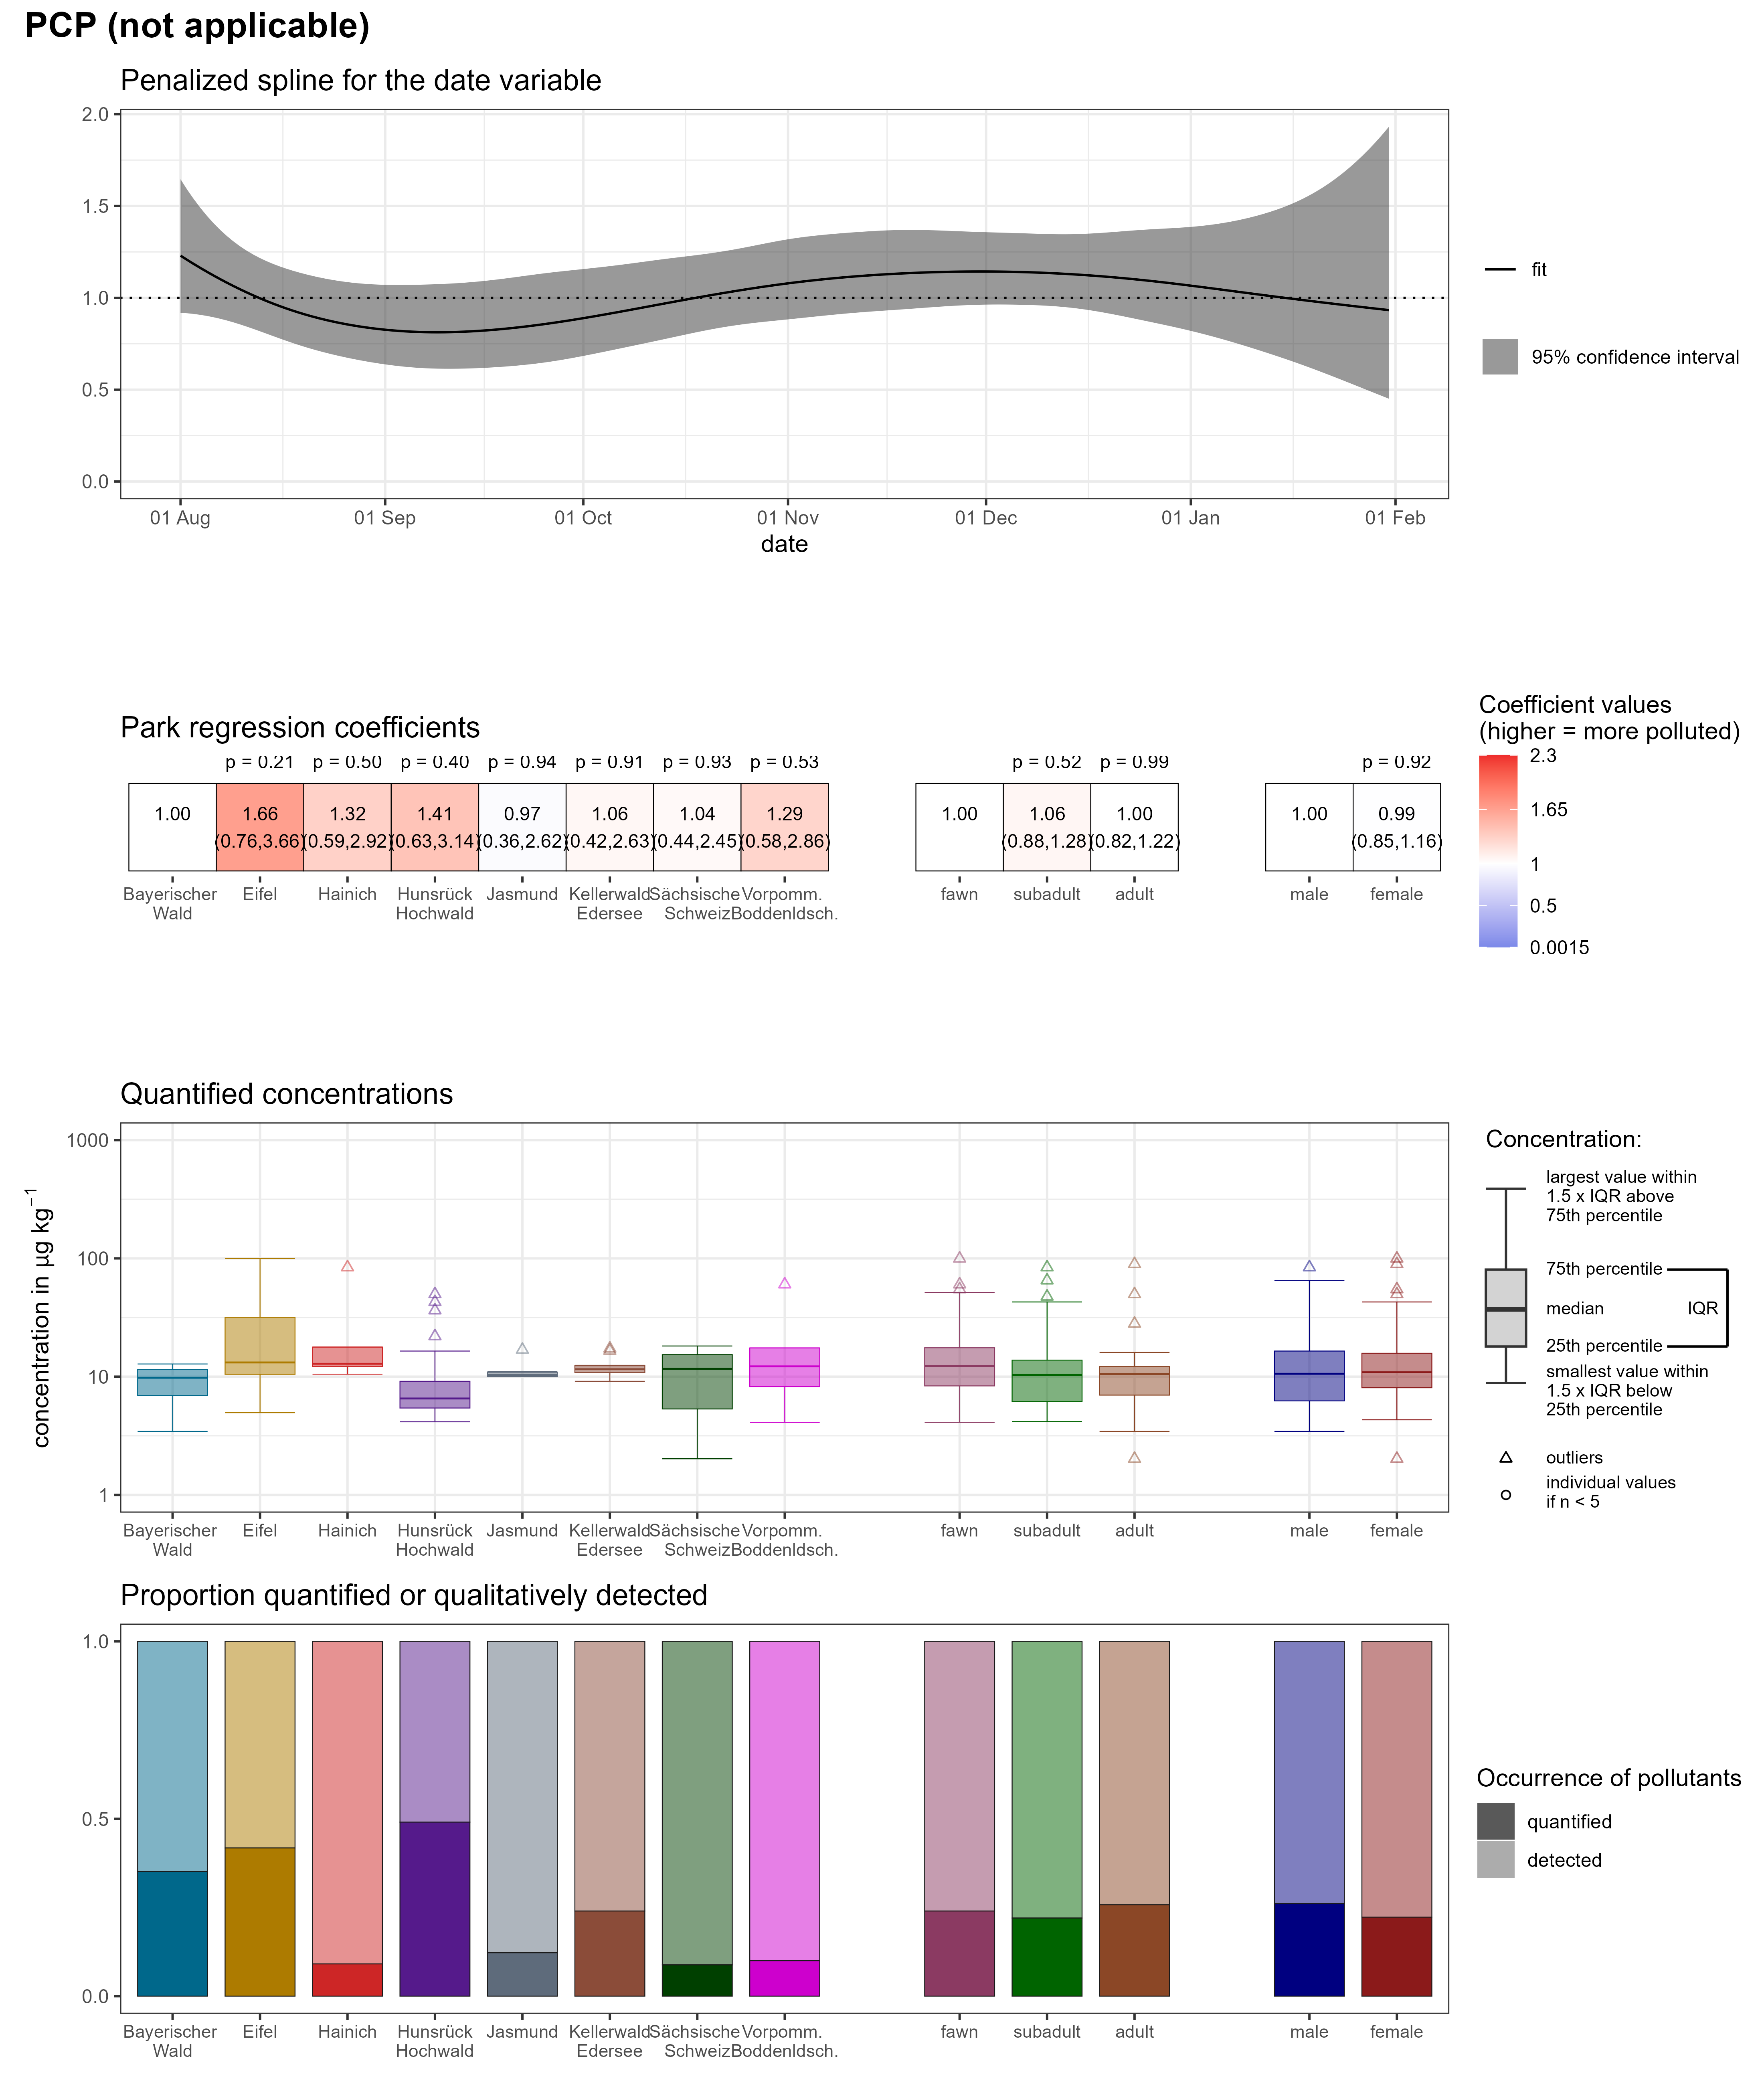 PCP (not applicable)
Penalized spline for the date variable
2.0
1.5
1.0
0.5
0.0
01 Aug 01 Sep 01 Oct 01 Nov 01 Dec 01 Jan 01 Feb
date
fit
95% confidence interval
Park regression coefficients
p = 0.21 p = 0.50 p = 0.40 p = 0.94 p = 0.91 p = 0.93 p = 0.53 p = 0.52 p = 0.99 p = 0.92
1.00 1.66 1.32 1.41 0.97 1.06 1.04 1.29 1.00 1.06 1.00 1.00 0.99
(0.76,3.66) (0.59,2.92) (0.63,3.14) (0.36,2.62) (0.42,2.63) (0.44,2.45) (0.58,2.86) (0.88,1.28) (0.82,1.22) (0.85,1.16)
Bayerischer Eifel Hainich Hunsrück Jasmund Kellerwald Sächsische Vorpomm. fawn subadult adult male female
Wald Hochwald Edersee Schweiz Boddenldsch.
Coefficient values
(higher = more polluted)
2.3
1.65
1
0.5
0.0015
Quantified concentrations
concentration in µg kg⁻¹
1000
100
10
1
Bayerischer Eifel Hainich Hunsrück Jasmund Kellerwald Sächsische Vorpomm. fawn subadult adult male female
Wald Hochwald Edersee Schweiz Boddenldsch.
Concentration:
largest value within
1.5 x IQR above
75th percentile
75th percentile
median IQR
25th percentile
smallest value within
1.5 x IQR below
25th percentile
outliers
individual values
if n < 5
Proportion quantified or qualitatively detected
1.0
0.5
0.0
Bayerischer Eifel Hainich Hunsrück Jasmund Kellerwald Sächsische Vorpomm. fawn subadult adult male female
Wald Hochwald Edersee Schweiz Boddenldsch.
Occurrence of pollutants
quantified
detected